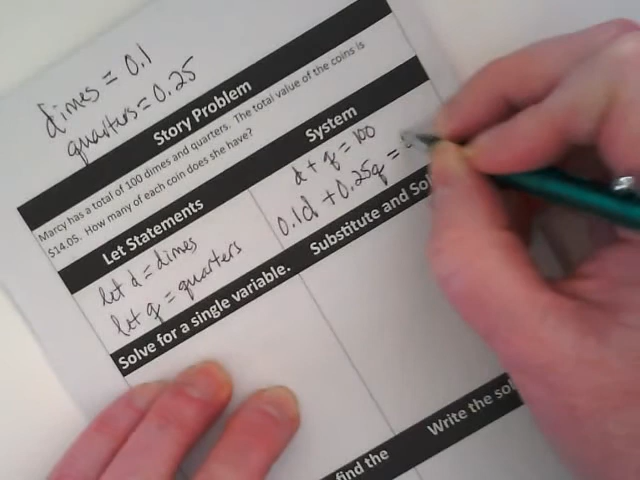 dimes = 0.1
quarters = 0.25
Story Problem
Marcy has a total of 100 dimes and quarters. The total value of the coins is
$14.05. How many of each coin does she have?
Let Statements
System
let d = dimes
let q = quarters
d + q = 100
0.1d + 0.25q =
Solve for a single variable.
Substitute and Sol
find the
Write the sol